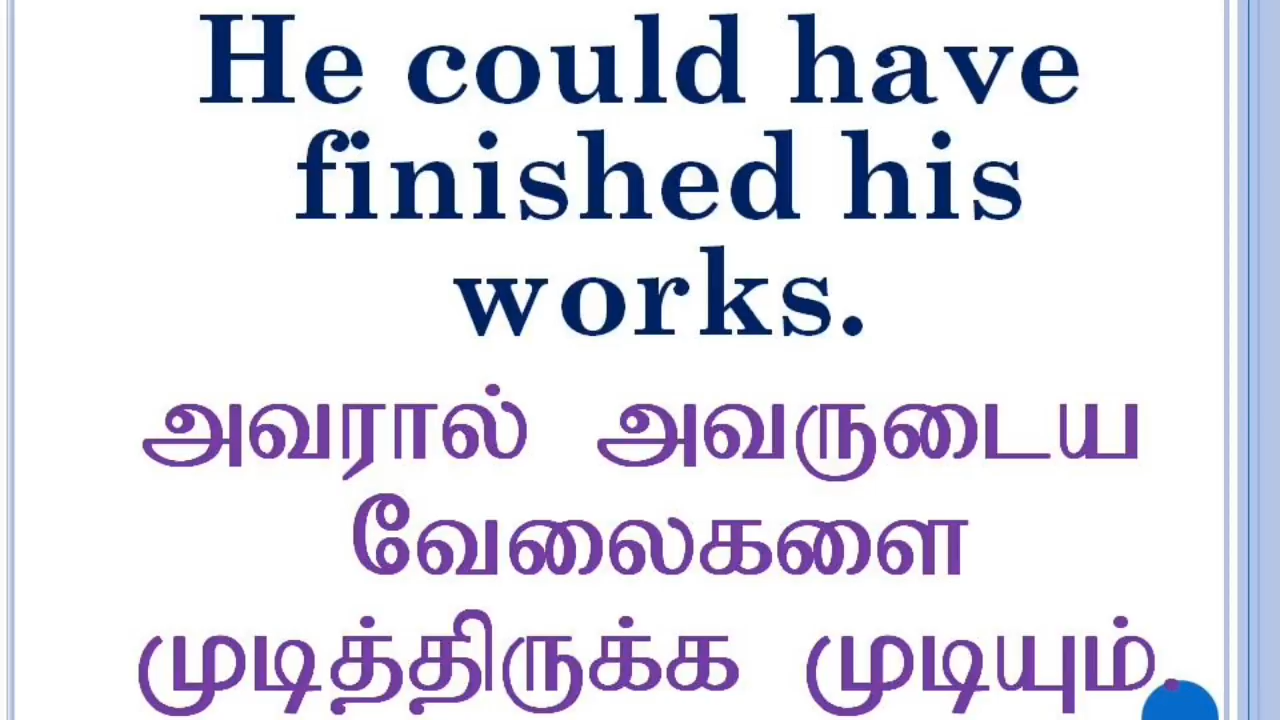 He could have
finished his
works.
அவரால் அவருடைய
வேலைகளை
முடித்திருக்க முடியும்.